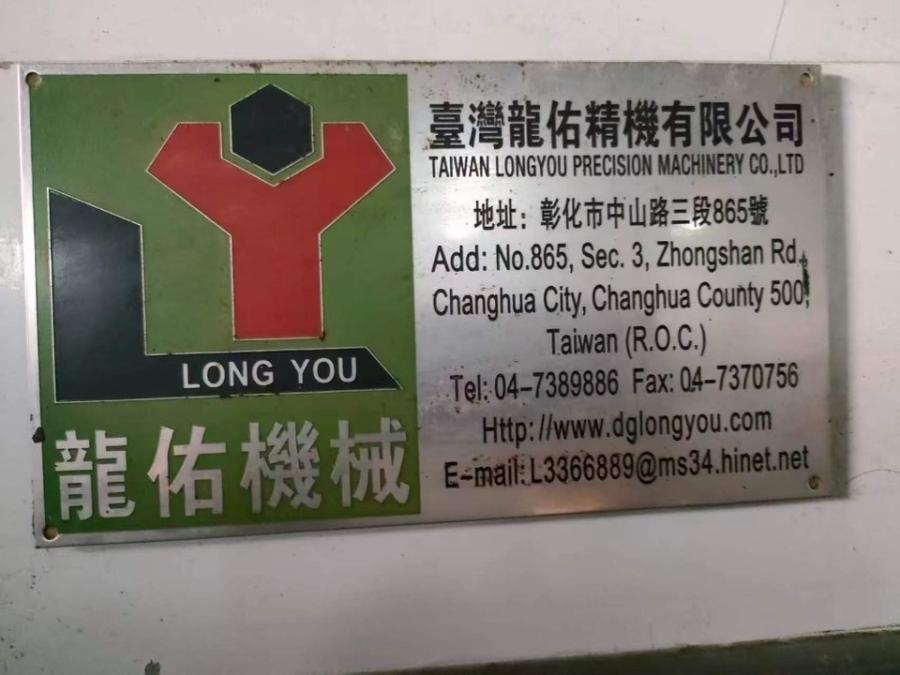 LONG YOU
龍佑機械
臺灣龍佑精機有限公司
TAIWAN LONGYOU PRECISION MACHINERY CO.,LTD
地址：彰化市中山路三段865號
Add: No.865, Sec. 3, Zhongshan Rd.,
Changhua City, Changhua County 500,
Taiwan (R.O.C.)
Tel: 04-7389886 Fax: 04-7370756
Http://www.dglongyou.com
E-mail: L3366889@ms34.hinet.net